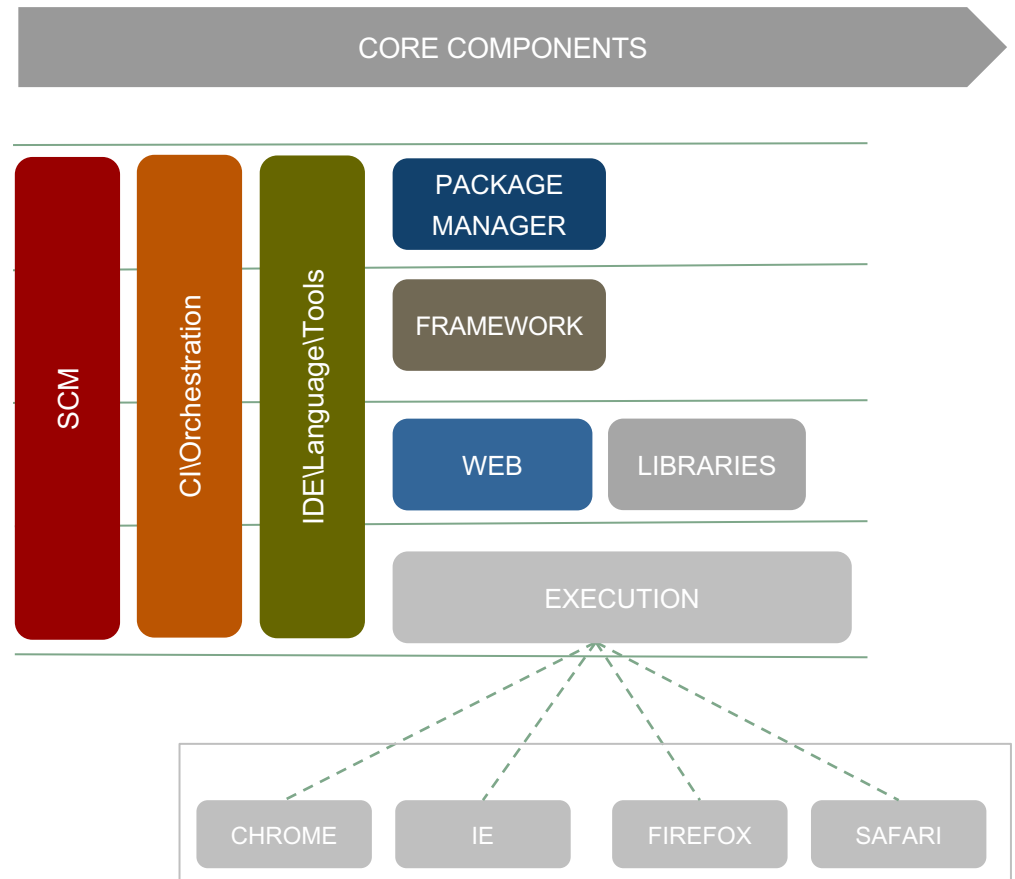 CORE COMPONENTS
SCM
CI\Orchestration
IDE\Language\Tools
PACKAGE
MANAGER
FRAMEWORK
WEB
LIBRARIES
EXECUTION
CHROME
IE
FIREFOX
SAFARI